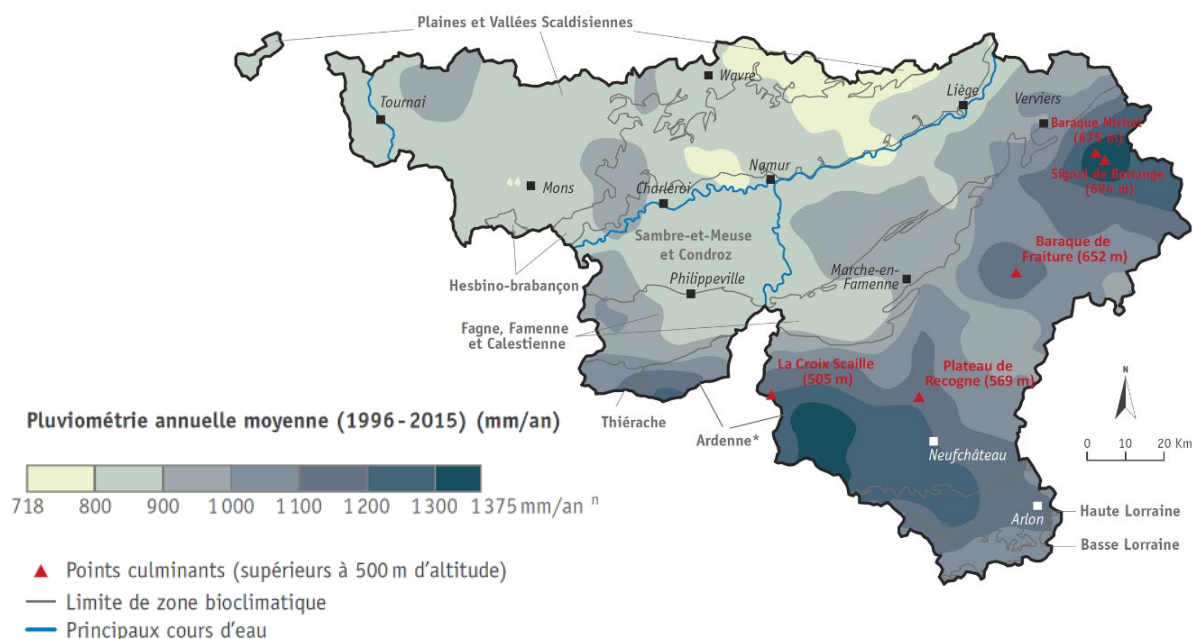 Plaines et Vallées Scaldisiennes
Wavre
Tournai
Liège
Verviers
Baraque Michel
(675 m)
Signal de Botrange
(694 m)
Namur
Mons
Charleroi
Sambre-et-Meuse
et Condroz
Baraque de
Fraiture (652 m)
Philippeville
Marche-en-
Famenne
Hesbino-brabançon
Fagne, Famenne
et Calestienne
La Croix Scaille
(505 m)
Plateau de
Recogne (569 m)
N
Thiérache
Ardenne*
0 10 20 Km
Neufchâteau
Arlon
Haute Lorraine
Basse Lorraine
Pluviométrie annuelle moyenne (1996-2015) (mm/an)
718 800 900 1 000 1 100 1 200 1 300 1 375 mm/an n
Points culminants (supérieurs à 500 m d'altitude)
Limite de zone bioclimatique
Principaux cours d'eau